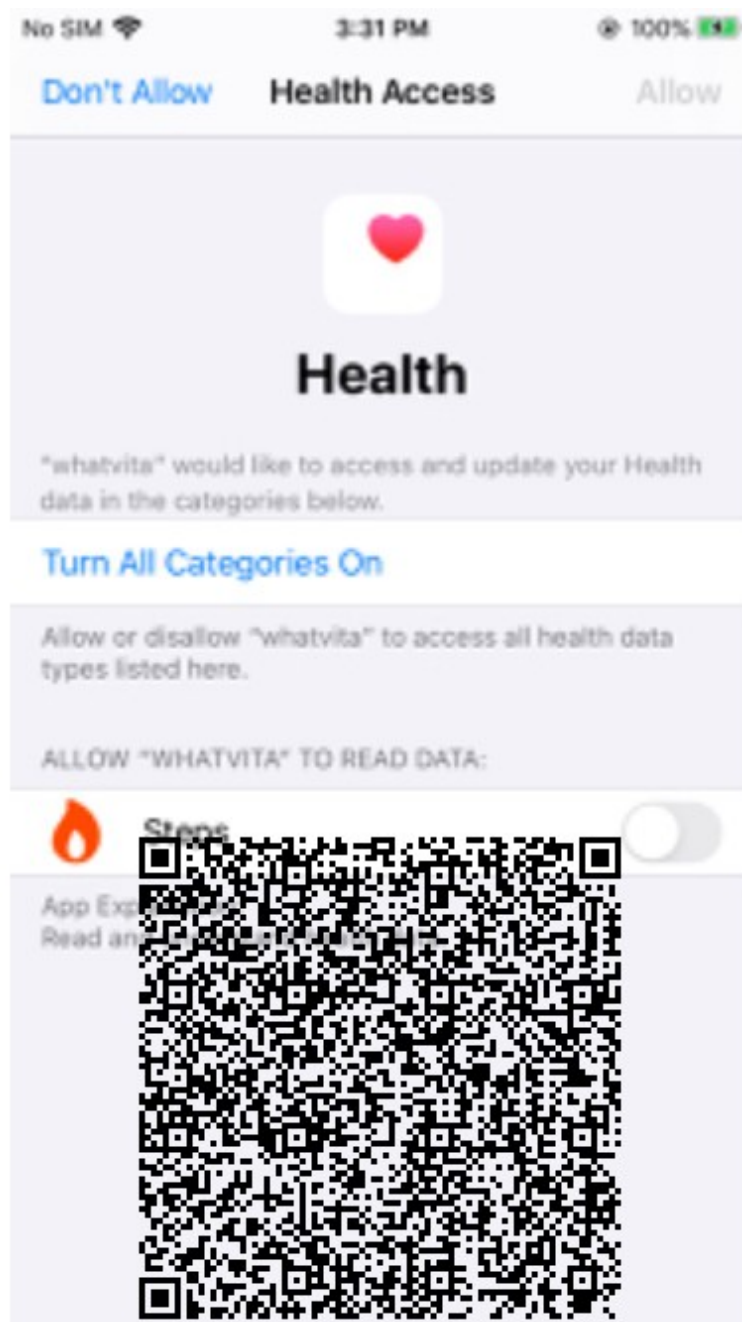 No SIM 3:31 PM 100%
Don't Allow Health Access Allow
Health
"whatvita" would like to access and update your Health
data in the categories below.
Turn All Categories On
Allow or disallow "whatvita" to access all health data
types listed here.
ALLOW "WHATVITA" TO READ DATA:
Steps
App
Read and